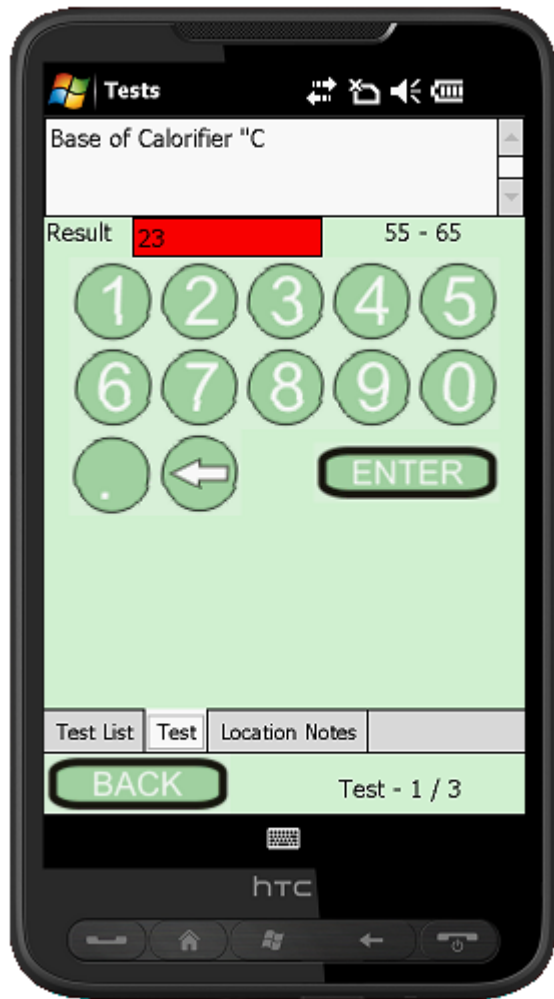 Tests
Base of Calorifier "C
Result 23 55 - 65
1 2 3 4 5
6 7 8 9 0
. ENTER
Test List Test Location Notes
BACK Test - 1 / 3
hTC